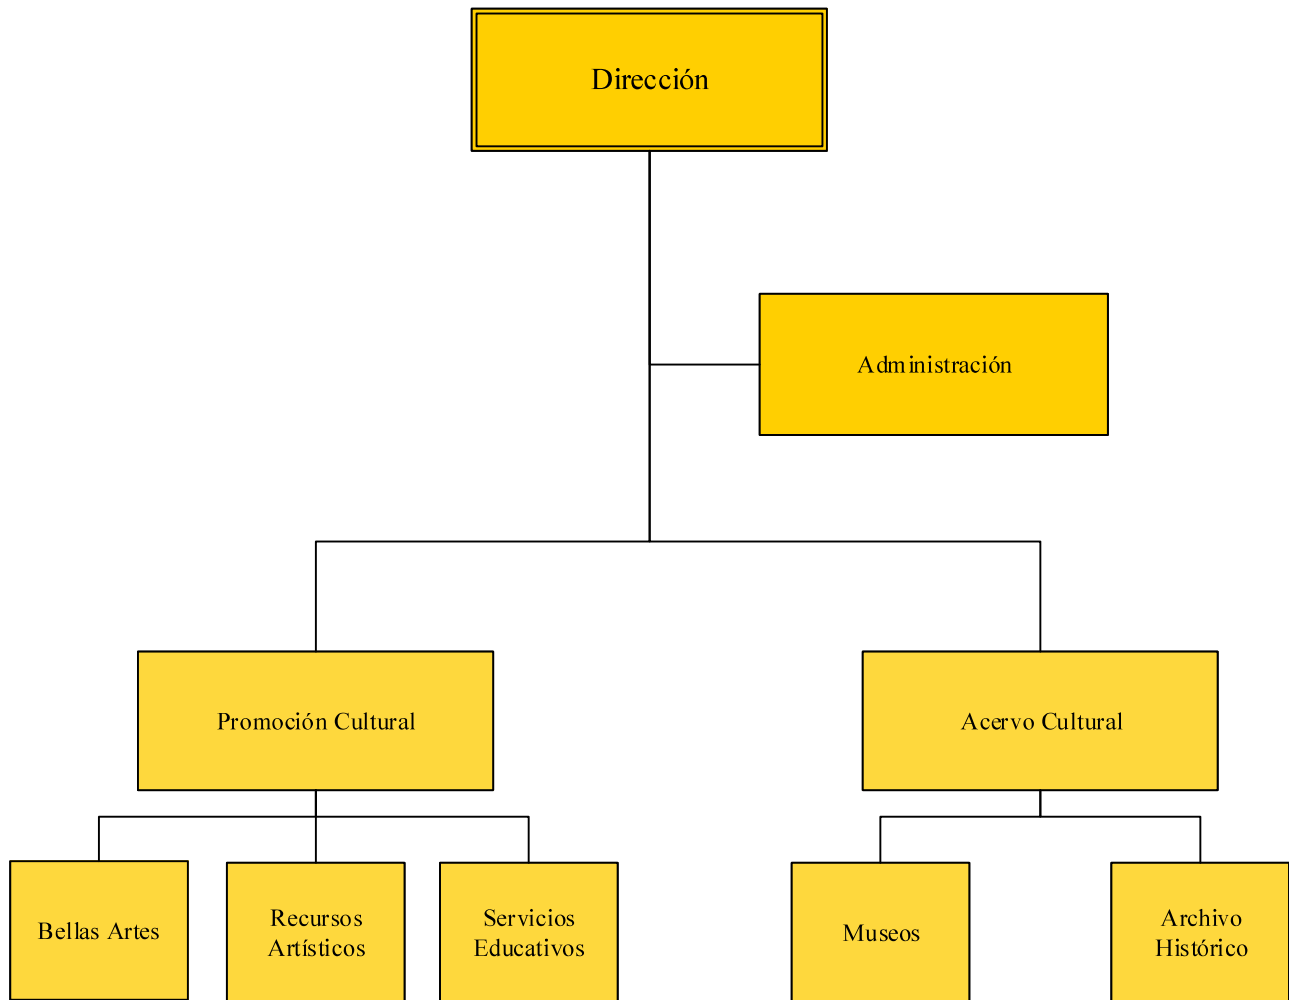 Dirección
Administración
Promoción Cultural
Acervo Cultural
Bellas Artes
Recursos
Artísticos
Servicios
Educativos
Museos
Archivo
Histórico